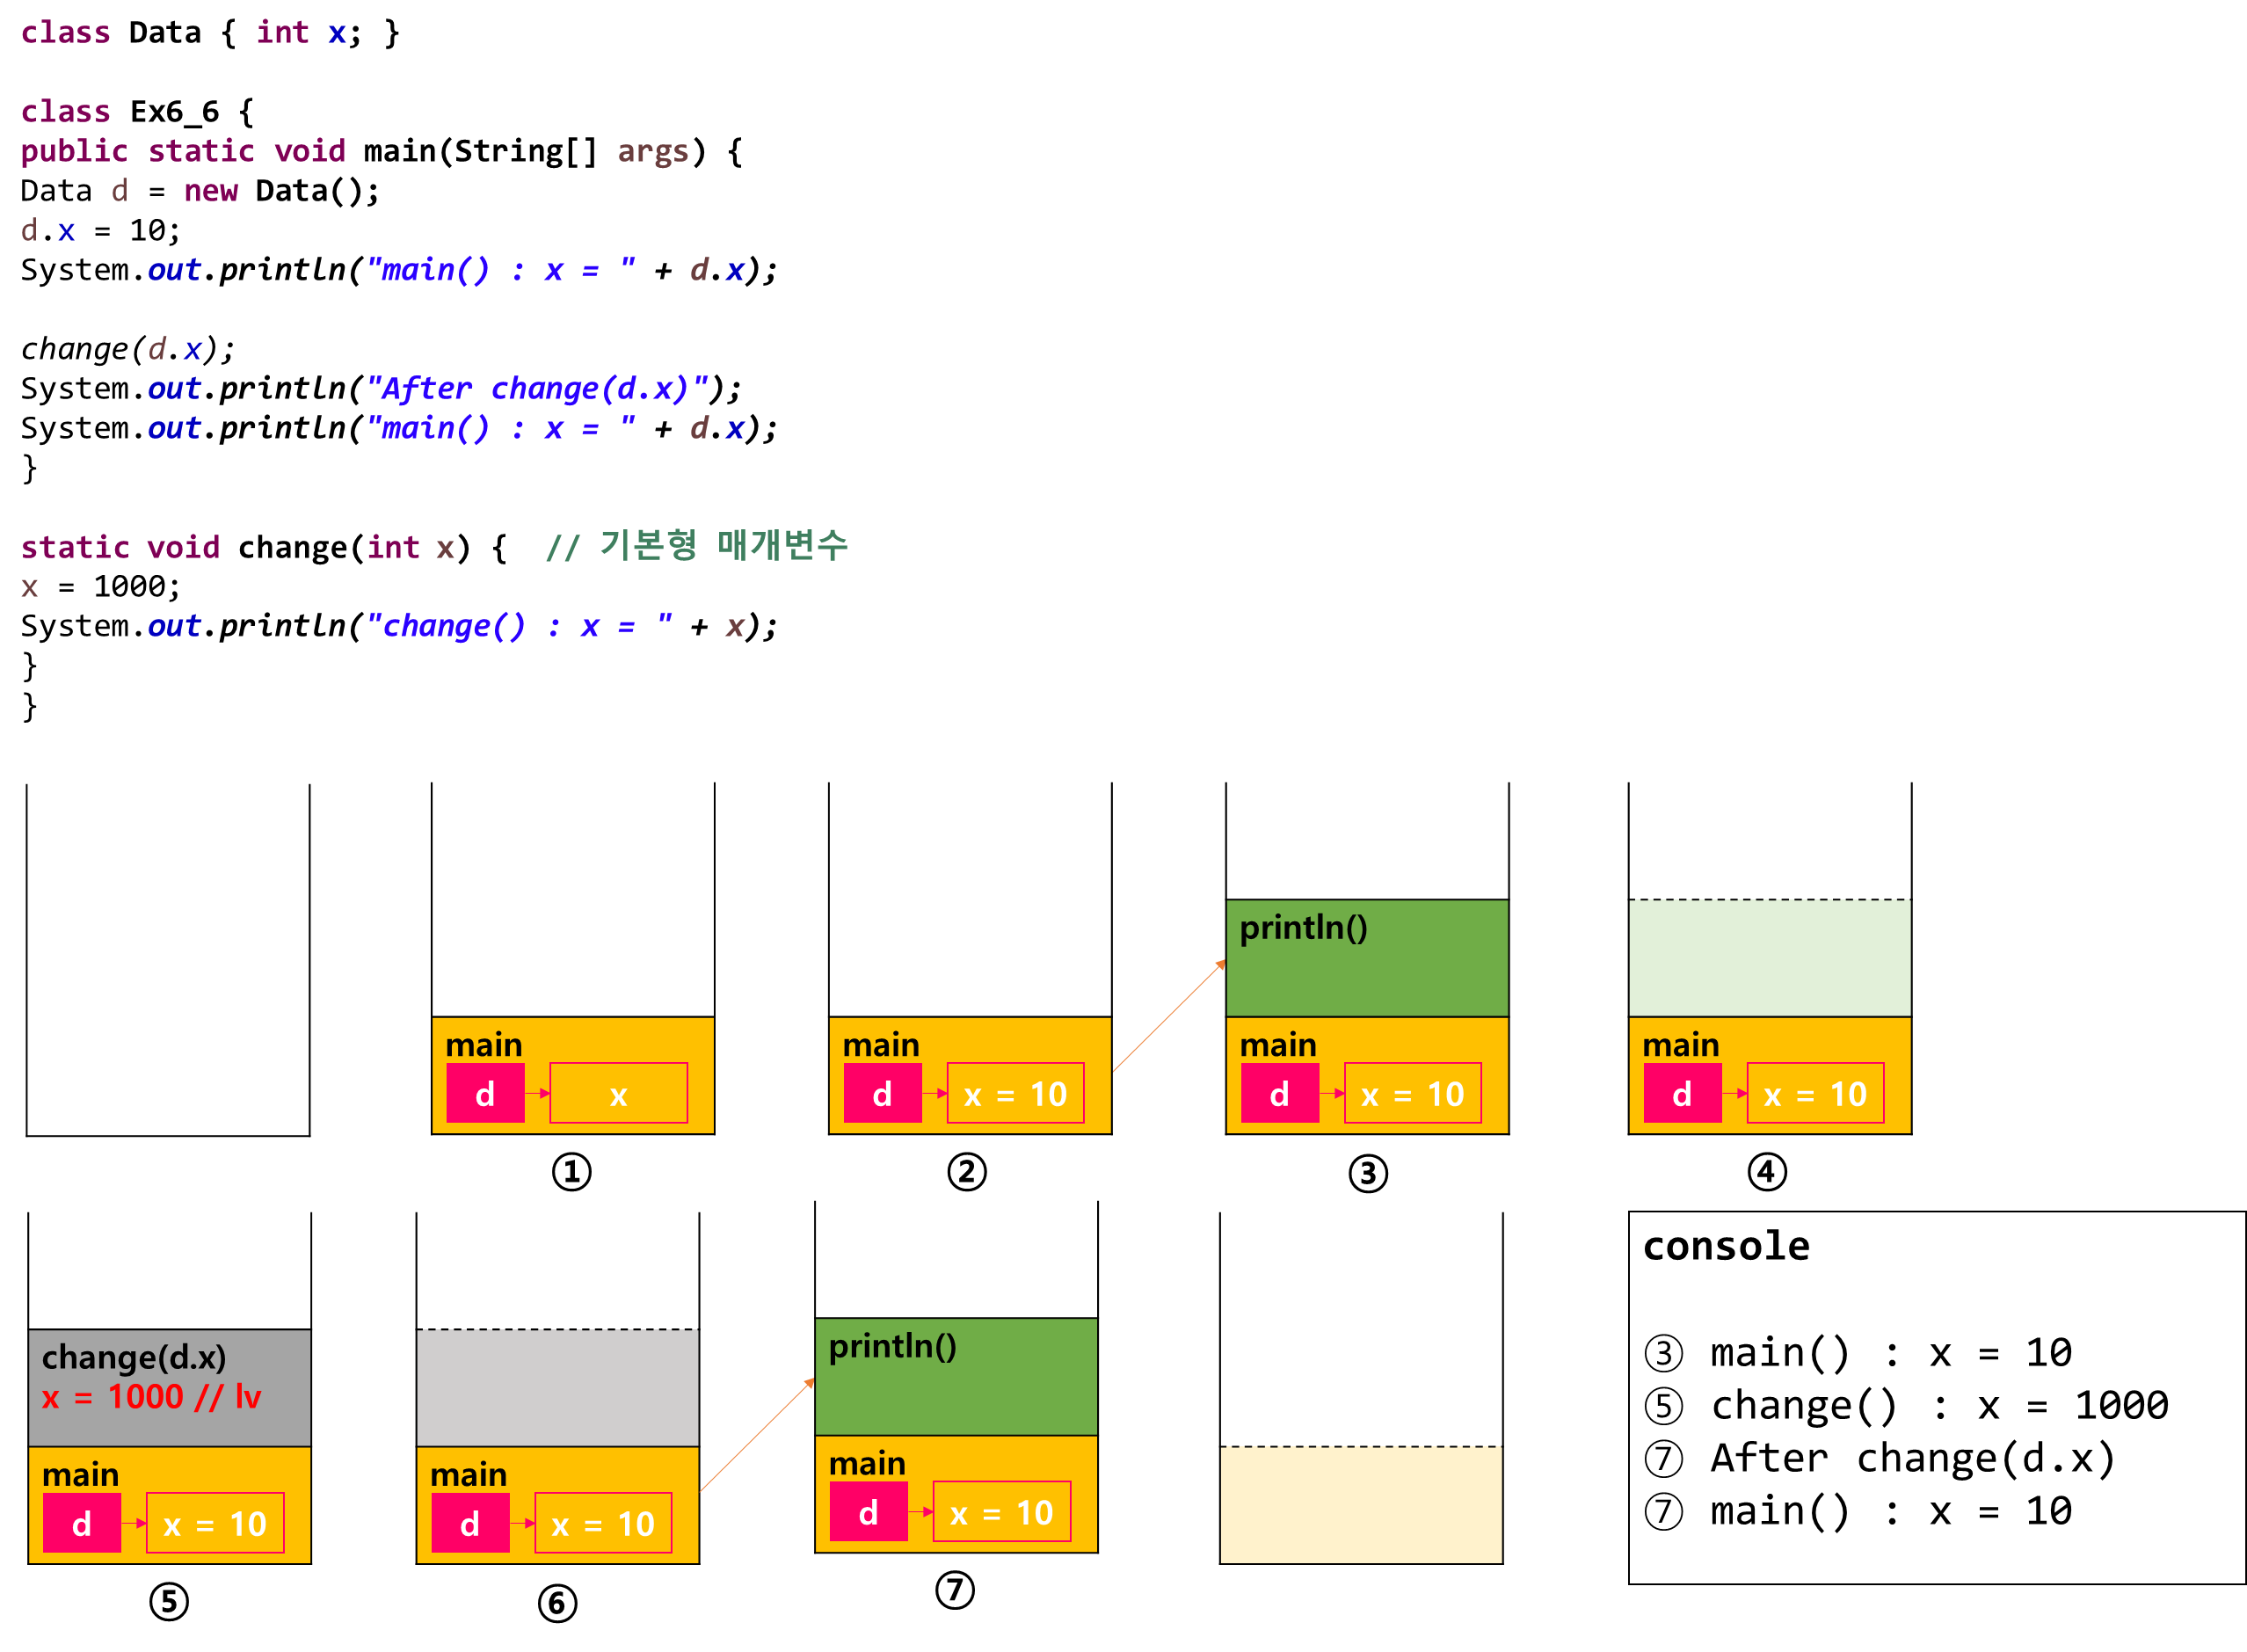 class Data { int x; }
class Ex6_6 {
public static void main(String[] args) {
Data d = new Data();
d.x = 10;
System.out.println("main() : x = " + d.x);
change(d.x);
System.out.println("After change(d.x)");
System.out.println("main() : x = " + d.x);
}
static void change(int x) {  // 기본형 매개변수
x = 1000;
System.out.println("change() : x = " + x);
}
}
main
d
x
①
main
d
x = 10
②
println()
main
d
x = 10
③
main
d
x = 10
④
change(d.x)
x = 1000 // lv
main
d
x = 10
⑤
main
d
x = 10
⑥
println()
main
d
x = 10
⑦
console
③ main() : x = 10
⑤ change() : x = 1000
⑦ After change(d.x)
⑦ main() : x = 10